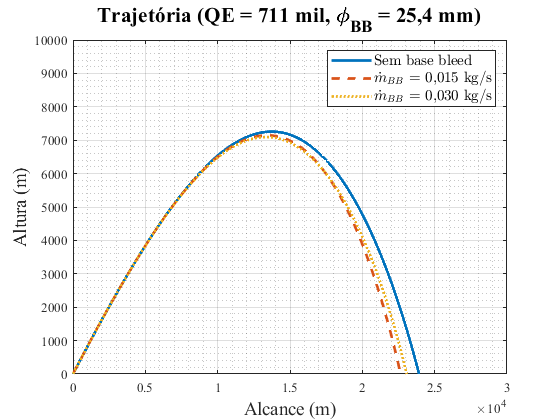 Trajetória (QE = 711 mil, ϕBB = 25,4 mm)
Sem base bleed
ṁBB = 0,015 kg/s
ṁBB = 0,030 kg/s
Altura (m)
10000
9000
8000
7000
6000
5000
4000
3000
2000
1000
0
0 0.5 1 1.5 2 2.5 3
×10⁴
Alcance (m)